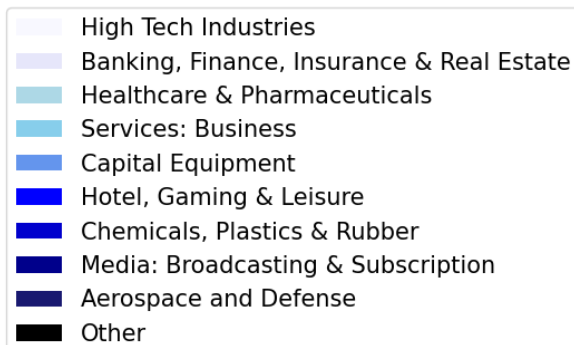 High Tech Industries
Banking, Finance, Insurance & Real Estate
Healthcare & Pharmaceuticals
Services: Business
Capital Equipment
Hotel, Gaming & Leisure
Chemicals, Plastics & Rubber
Media: Broadcasting & Subscription
Aerospace and Defense
Other